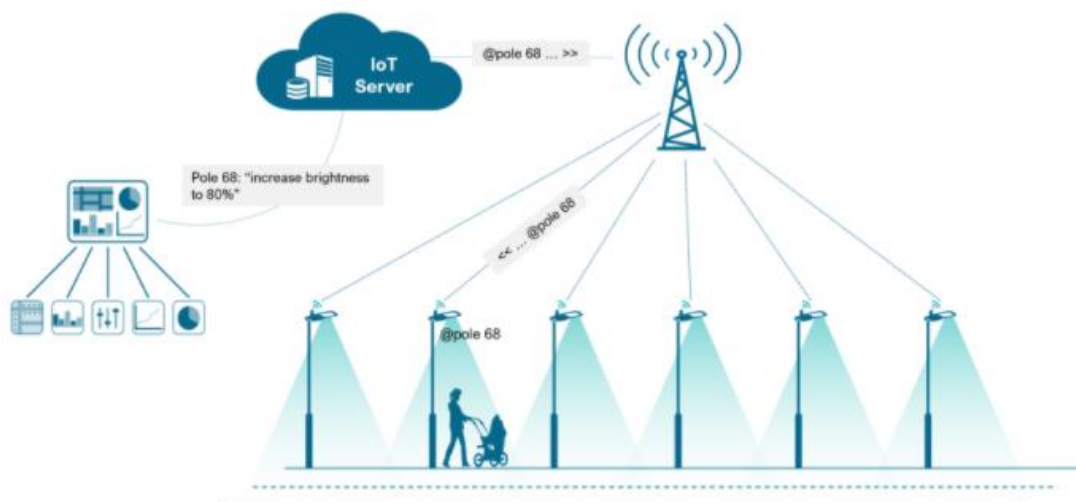 IoT
Server
@pole 68 ... >>
Pole 68: “increase brightness
to 80%”
<< ... @pole 68
@pole 68